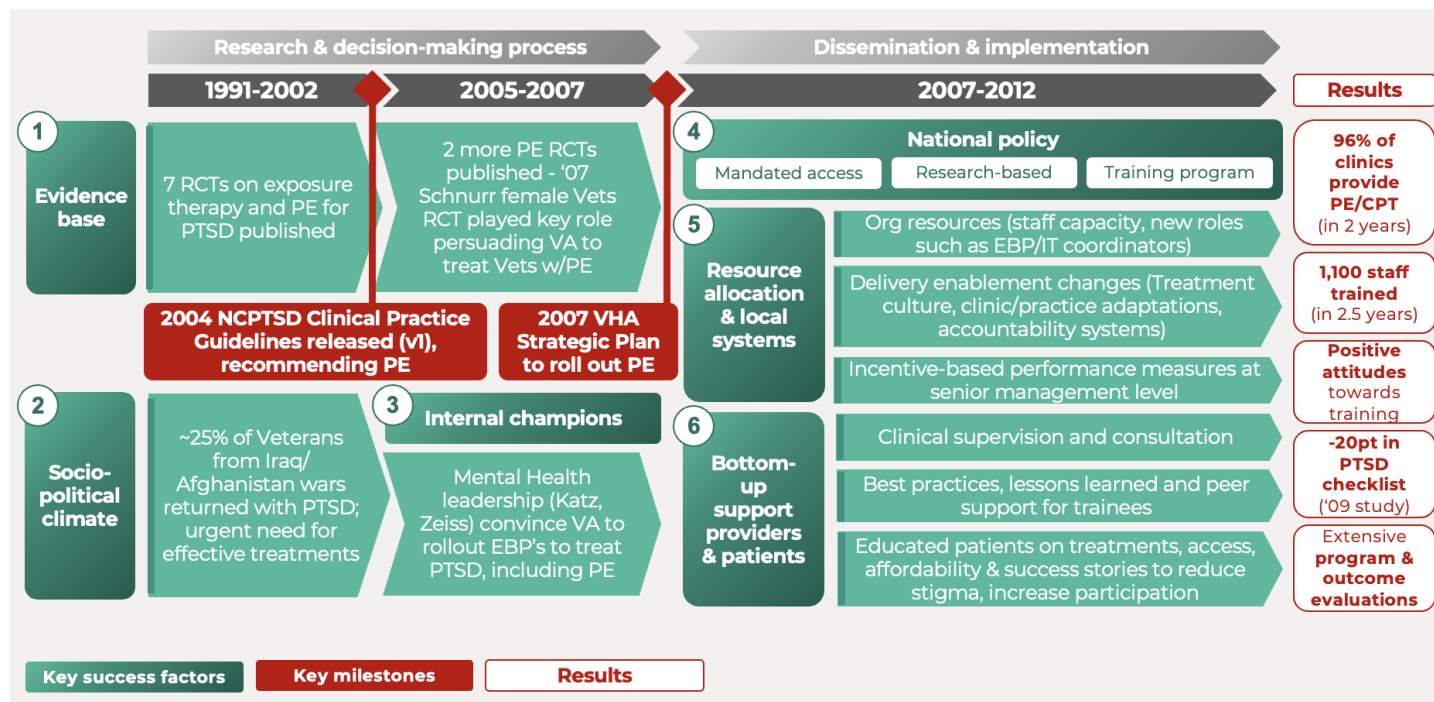 Research & decision-making process
Dissemination & implementation
1991-2002
2005-2007
2007-2012
Results
1
Evidence
base
7 RCTs on exposure
therapy and PE for
PTSD published
2 more PE RCTs
published - ‘07
Schnurr female Vets
RCT played key role
persuading VA to
treat Vets w/PE
2004 NCPTSD Clinical Practice
Guidelines released (v1),
recommending PE
2007 VHA
Strategic Plan
to roll out PE
2
Socio-
political
climate
~25% of Veterans
from Iraq/
Afghanistan wars
returned with PTSD;
urgent need for
effective treatments
3
Internal champions
Mental Health
leadership (Katz,
Zeiss) convince VA to
rollout EBP’s to treat
PTSD, including PE
4
National policy
Mandated access
Research-based
Training program
5
Resource
allocation
& local
systems
Org resources (staff capacity, new roles
such as EBP/IT coordinators)
Delivery enablement changes (Treatment
culture, clinic/practice adaptations,
accountability systems)
Incentive-based performance measures at
senior management level
6
Bottom-
up
support
providers
& patients
Clinical supervision and consultation
Best practices, lessons learned and peer
support for trainees
Educated patients on treatments, access,
affordability & success stories to reduce
stigma, increase participation
96% of
clinics
provide
PE/CPT
(in 2 years)
1,100 staff
trained
(in 2.5 years)
Positive
attitudes
towards
training
-20pt in
PTSD
checklist
(‘09 study)
Extensive
program &
outcome
evaluations
Key success factors
Key milestones
Results